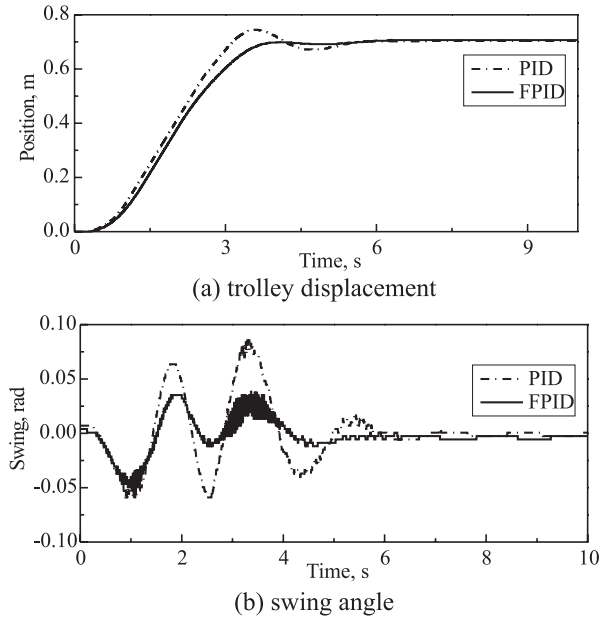 0.8
0.6
0.4
0.2
0.0
Position, m
PID
FPID
0
3
6
9
Time, s
(a) trolley displacement
0.10
0.05
0.00
-0.05
-0.10
Swing, rad
PID
FPID
0
2
4
6
8
10
Time, s
(b) swing angle